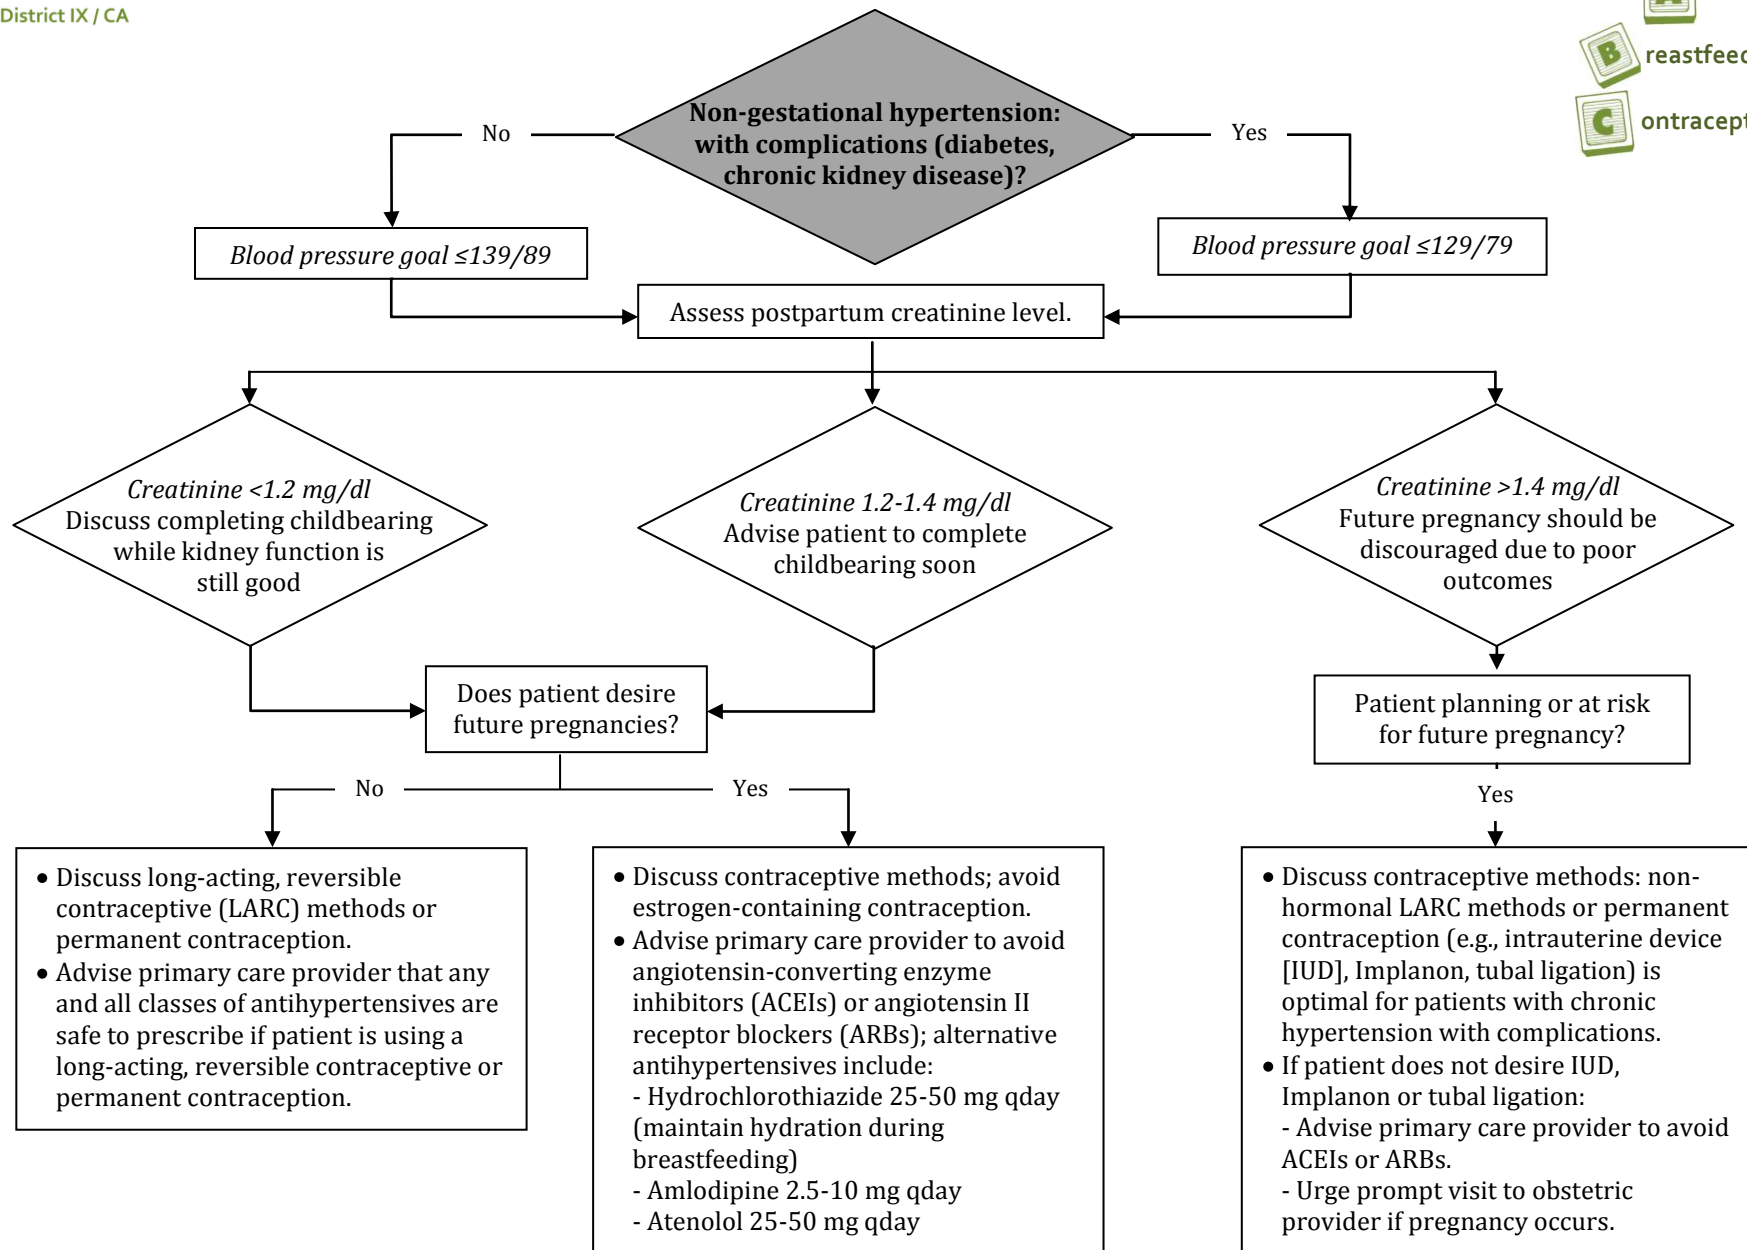 District IX / CA
A
B reastfeed
C ontracept
Non-gestational hypertension:
with complications (diabetes,
chronic kidney disease)?
No
Yes
Blood pressure goal ≤139/89
Blood pressure goal ≤129/79
Assess postpartum creatinine level.
Creatinine <1.2 mg/dl
Discuss completing childbearing
while kidney function is
still good
Creatinine 1.2-1.4 mg/dl
Advise patient to complete
childbearing soon
Creatinine >1.4 mg/dl
Future pregnancy should be
discouraged due to poor
outcomes
Does patient desire
future pregnancies?
Patient planning or at risk
for future pregnancy?
No
Yes
Yes
• Discuss long-acting, reversible
contraceptive (LARC) methods or
permanent contraception.
• Advise primary care provider that any
and all classes of antihypertensives are
safe to prescribe if patient is using a
long-acting, reversible contraceptive or
permanent contraception.
• Discuss contraceptive methods; avoid
estrogen-containing contraception.
• Advise primary care provider to avoid
angiotensin-converting enzyme
inhibitors (ACEIs) or angiotensin II
receptor blockers (ARBs); alternative
antihypertensives include:
- Hydrochlorothiazide 25-50 mg qday
(maintain hydration during
breastfeeding)
- Amlodipine 2.5-10 mg qday
- Atenolol 25-50 mg qday
• Discuss contraceptive methods: non-
hormonal LARC methods or permanent
contraception (e.g., intrauterine device
[IUD], Implanon, tubal ligation) is
optimal for patients with chronic
hypertension with complications.
• If patient does not desire IUD,
Implanon or tubal ligation:
- Advise primary care provider to avoid
ACEIs or ARBs.
- Urge prompt visit to obstetric
provider if pregnancy occurs.